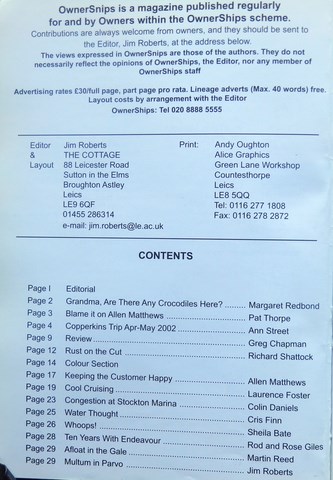 OwnerSnips is a magazine published regularly
for and by Owners within the OwnerShips scheme.
Contributions are always welcom from owners, and they should be sent to
the Editor, Jim Roberts, at the address below.
The views expressed in OwnerSnips are those of the authors. They do not
necessarily reflect the opinions of OwnerShips, the Editor, nor any member of
OwnerShips staff
Advertising rates £30/full page, part page pro rata. Lineage adverts (Max. 40 words) free.
Layout costs by arrangement with the Editor
OwnerShips: Tel 020 8888 5555
Editor Jim Roberts Print: Andy Oughton
& THE COTTAGE Alice Graphics
Layout 88 Leicester Road Green Lane Workshop
Sutton in the Elms Countesthorpe
Broughton Astley Leics
Leics LE8 5QQ
LE9 6QF Tel: 0116 277 1808
01455 286314 Fax: 0116 278 2872
e-mail: jim.roberts@le.ac.uk
CONTENTS
Page I Editorial
Page 2 Grandma, Are There Any Crocodiles Here? ......... Margaret Redbond
Page 3 Blame it on Allen Matthews ........ Pat Thorpe
Page 4 Copperkins Trip Apr-May 2002 ........ Ann Street
Page 9 Review ........ Greg Chapman
Page 12 Rust on the Cut ........ Richard Shattock
Page 14 Colour Section
Page 17 Keeping the Customer Happy ........ Allen Matthews
Page 19 Cool Cruising ........ Laurence Foster
Page 23 Congestion at Stockton Marina ........ Colin Daniels
Page 25 Water Thought ........ Cris Finn
Page 26 Whoops! ........ Sheila Bate
Page 28 Ten Years With Endeavour ........ Rod and Rose Giles
Page 29 Afloat in the Gale ........ Martin Reed
Page 29 Multum in Parvo ........ Jim Roberts